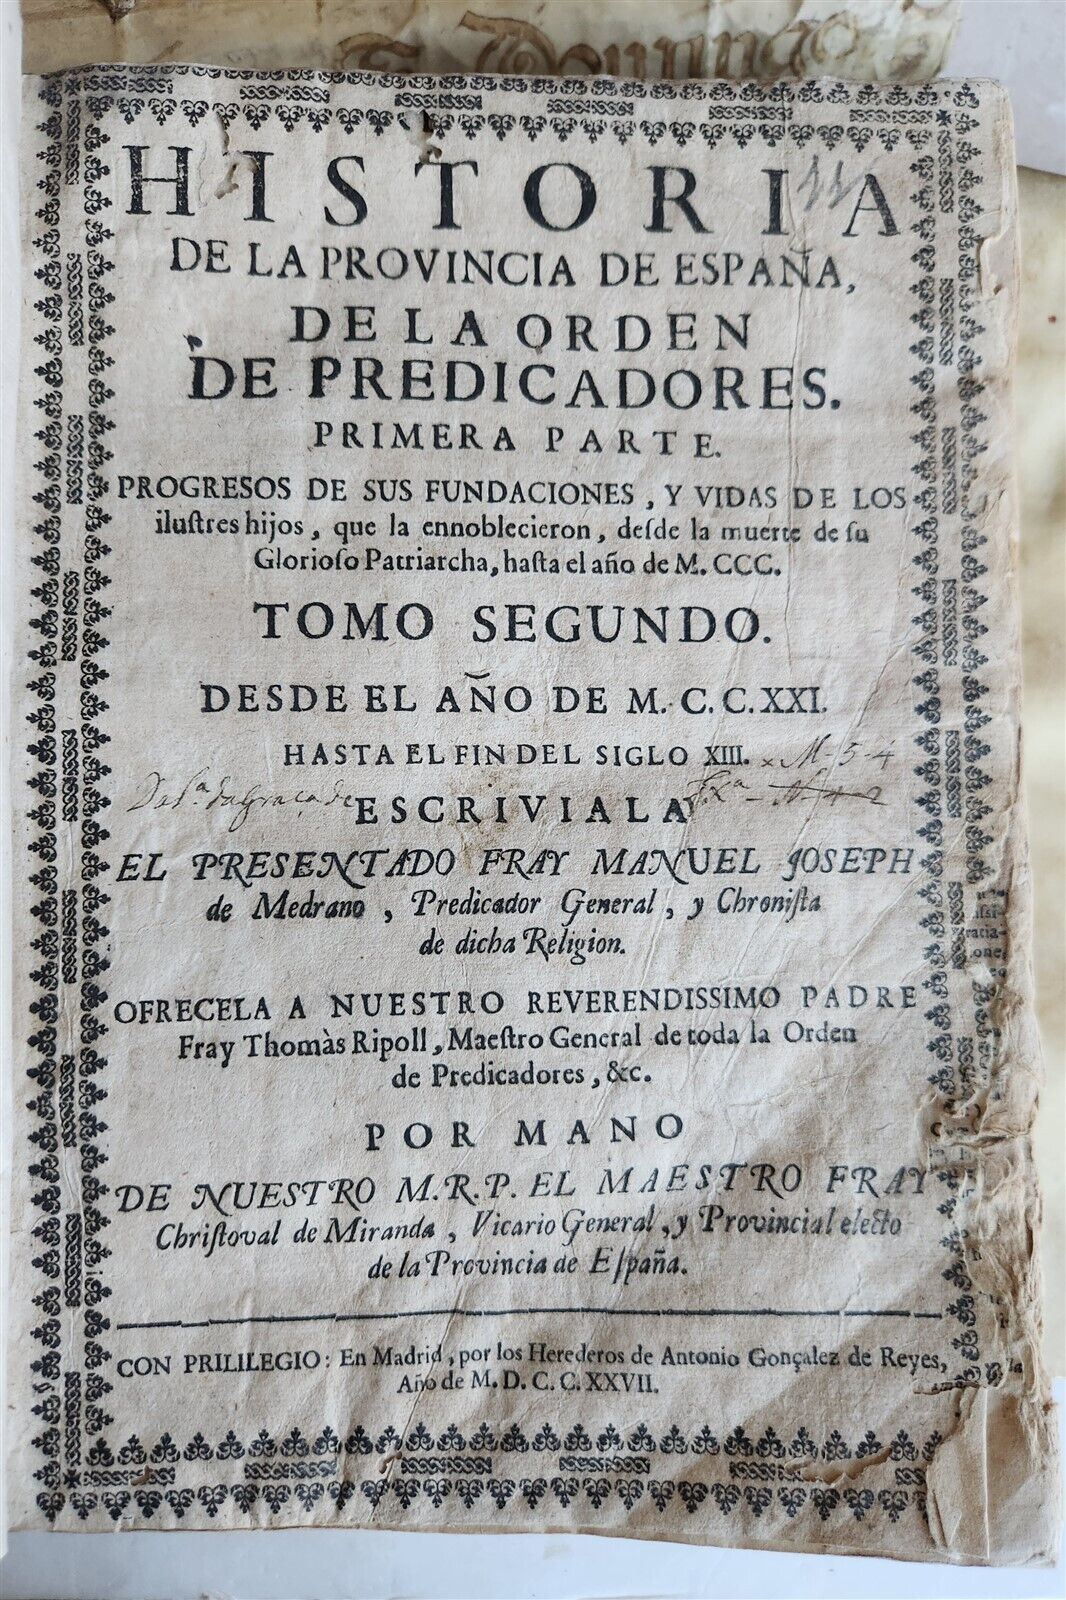 HISTORIA
DE LA PROVINCIA DE ESPAÑA,
DE LA ORDEN
DE PREDICADORES.
PRIMERA PARTE.
PROGRESOS DE SUS FUNDACIONES, Y VIDAS DE LOS
iluſtres hijos, que la ennoblecieron, deſde la muerte de ſu
Glorioſo Patriarcha, haſta el año de M. CCC.
TOMO SEGUNDO.
DESDE EL AÑO DE M. C. C. XXI.
HASTA EL FIN DEL SIGLO XIII. x M-5-4
ESCRIVIALA
EL PRESENTADO FRAY MANUEL JOSEPH
de Medrano, Predicador General, y Chroniſta
de dicha Religion.
OFRECELA A NUESTRO REVERENDISSIMO PADRE
Fray Thomàs Ripoll, Maeſtro General de toda la Orden
de Predicadores, &c.
POR MANO
DE NUESTRO M.R.P. EL MAESTRO FRAY
Chriſtoval de Miranda, Vicario General, y Provincial electo
de la Provincia de Eſpaña.
CON PRILILEGIO: En Madrid, por los Herederos de Antonio Gonçalez de Reyes,
Año de M. D. C. C. XXVII.